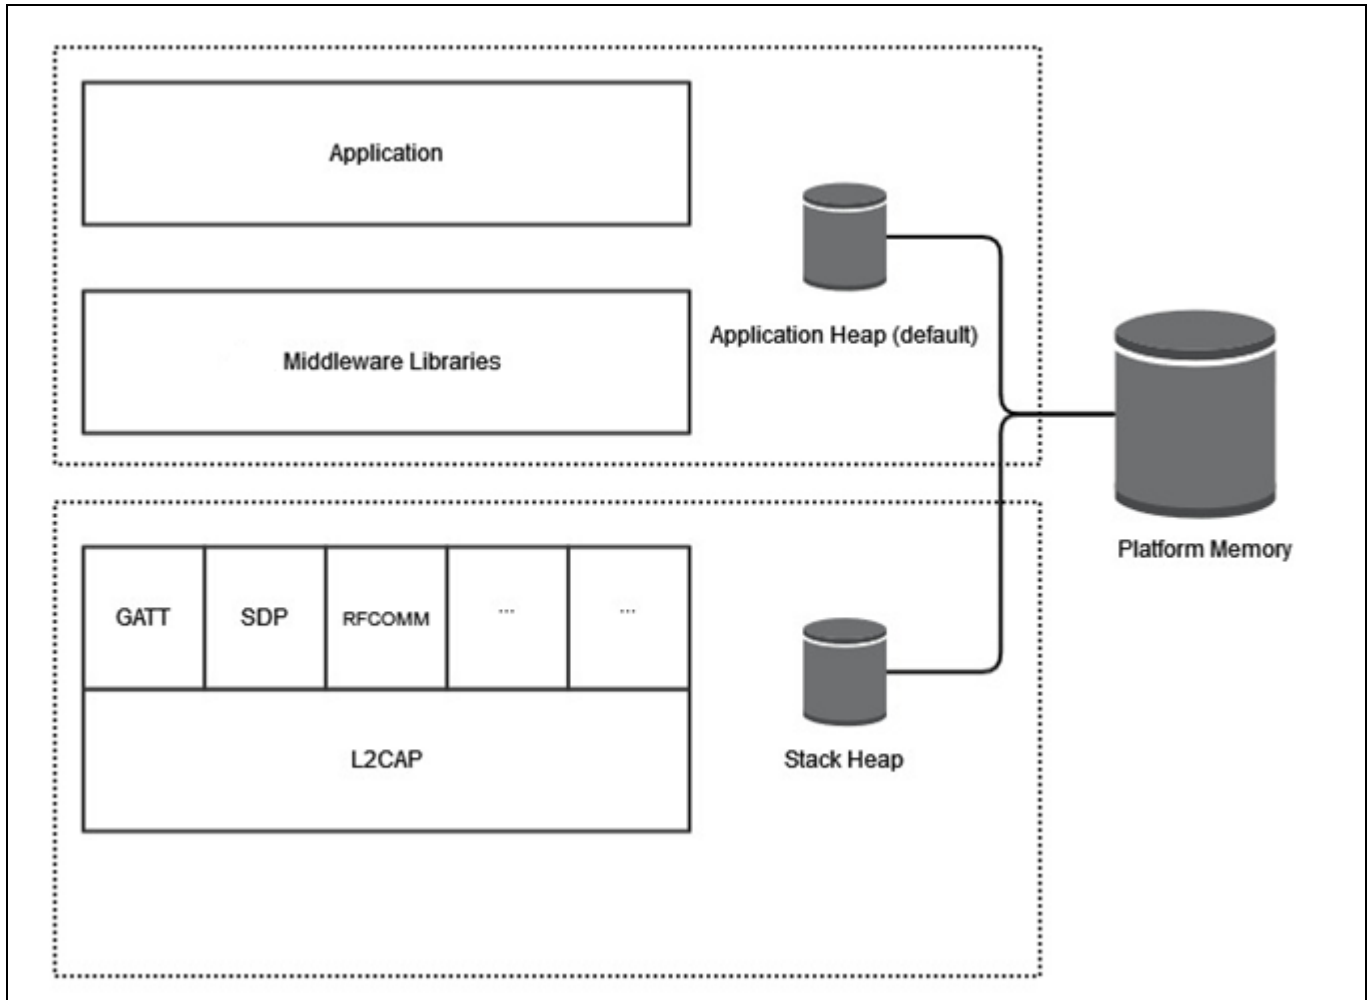 Application
Application Heap (default)
Middleware Libraries
Platform Memory
GATT
SDP
RFCOMM
...
...
L2CAP
Stack Heap